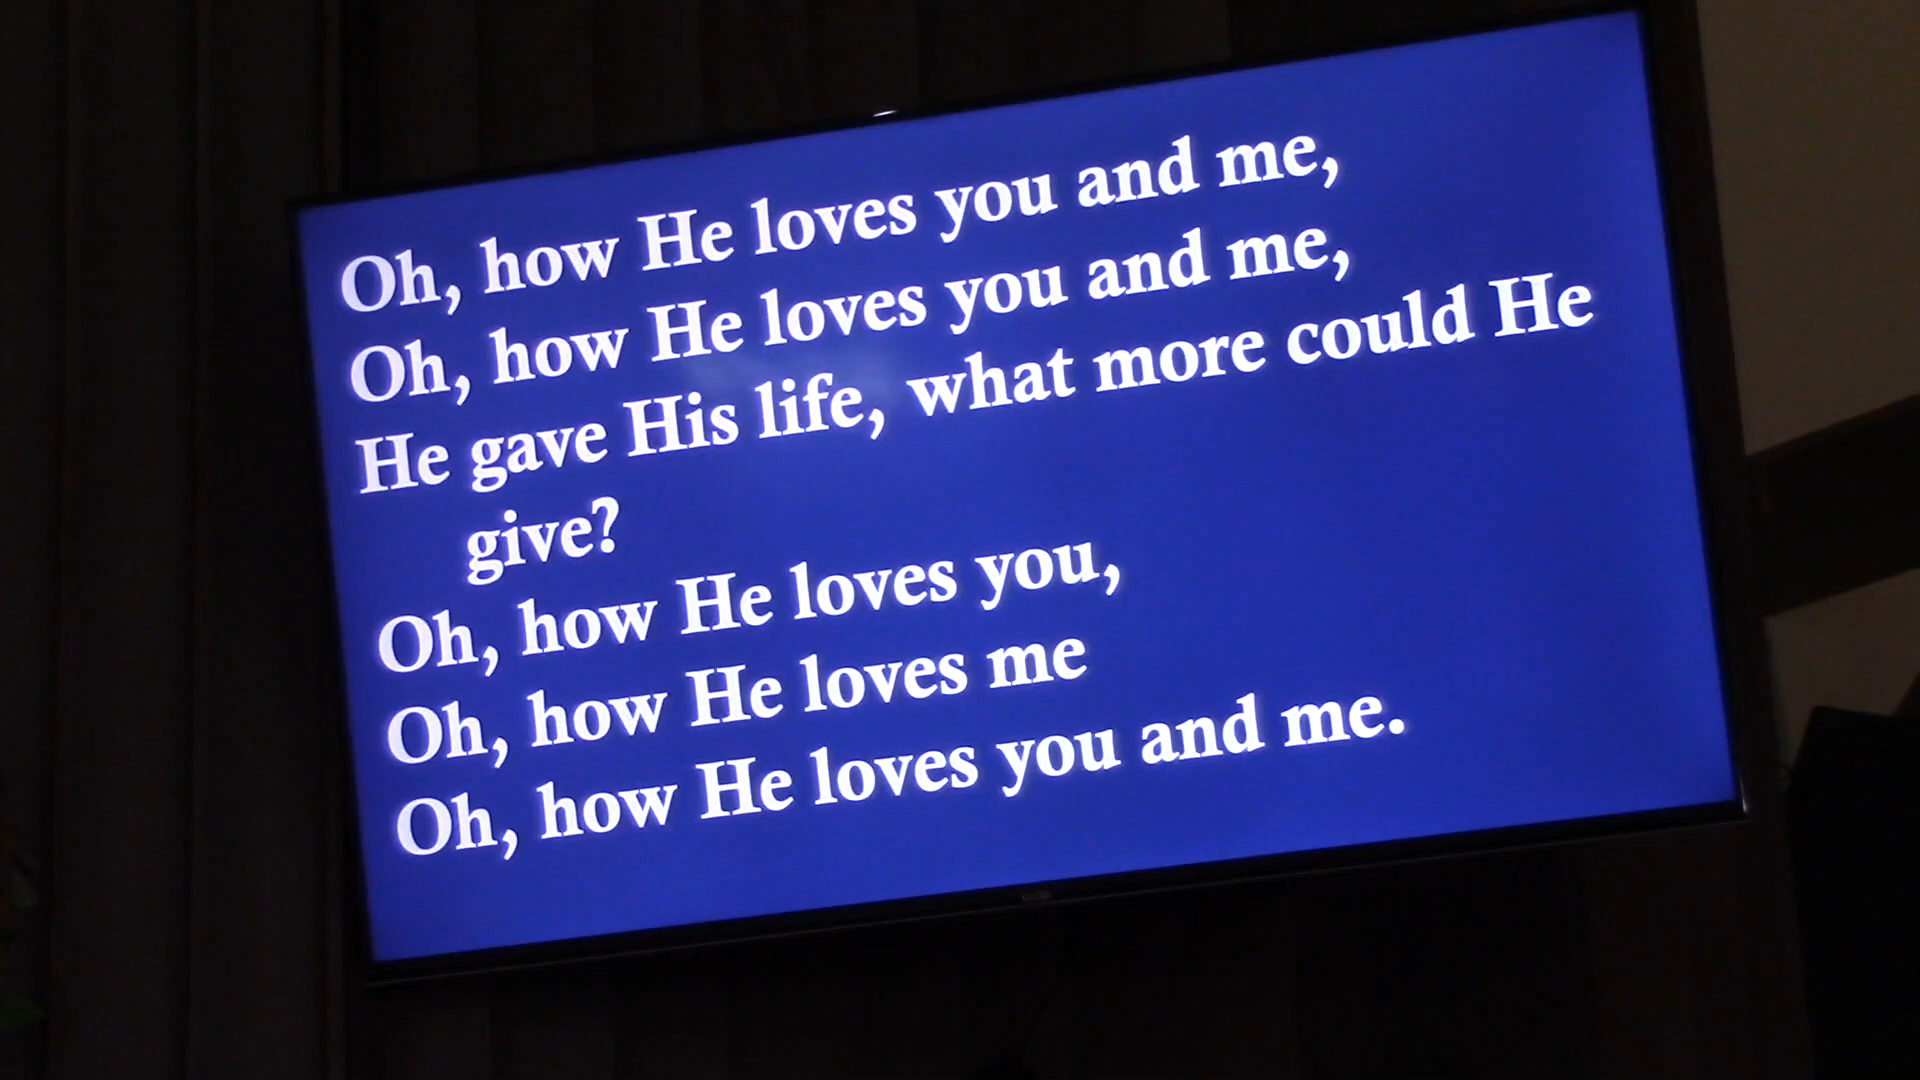 Oh, how He loves you and me,
Oh, how He loves you and me,
He gave His life, what more could He
give?
Oh, how He loves you,
Oh, how He loves me
Oh, how He loves you and me.